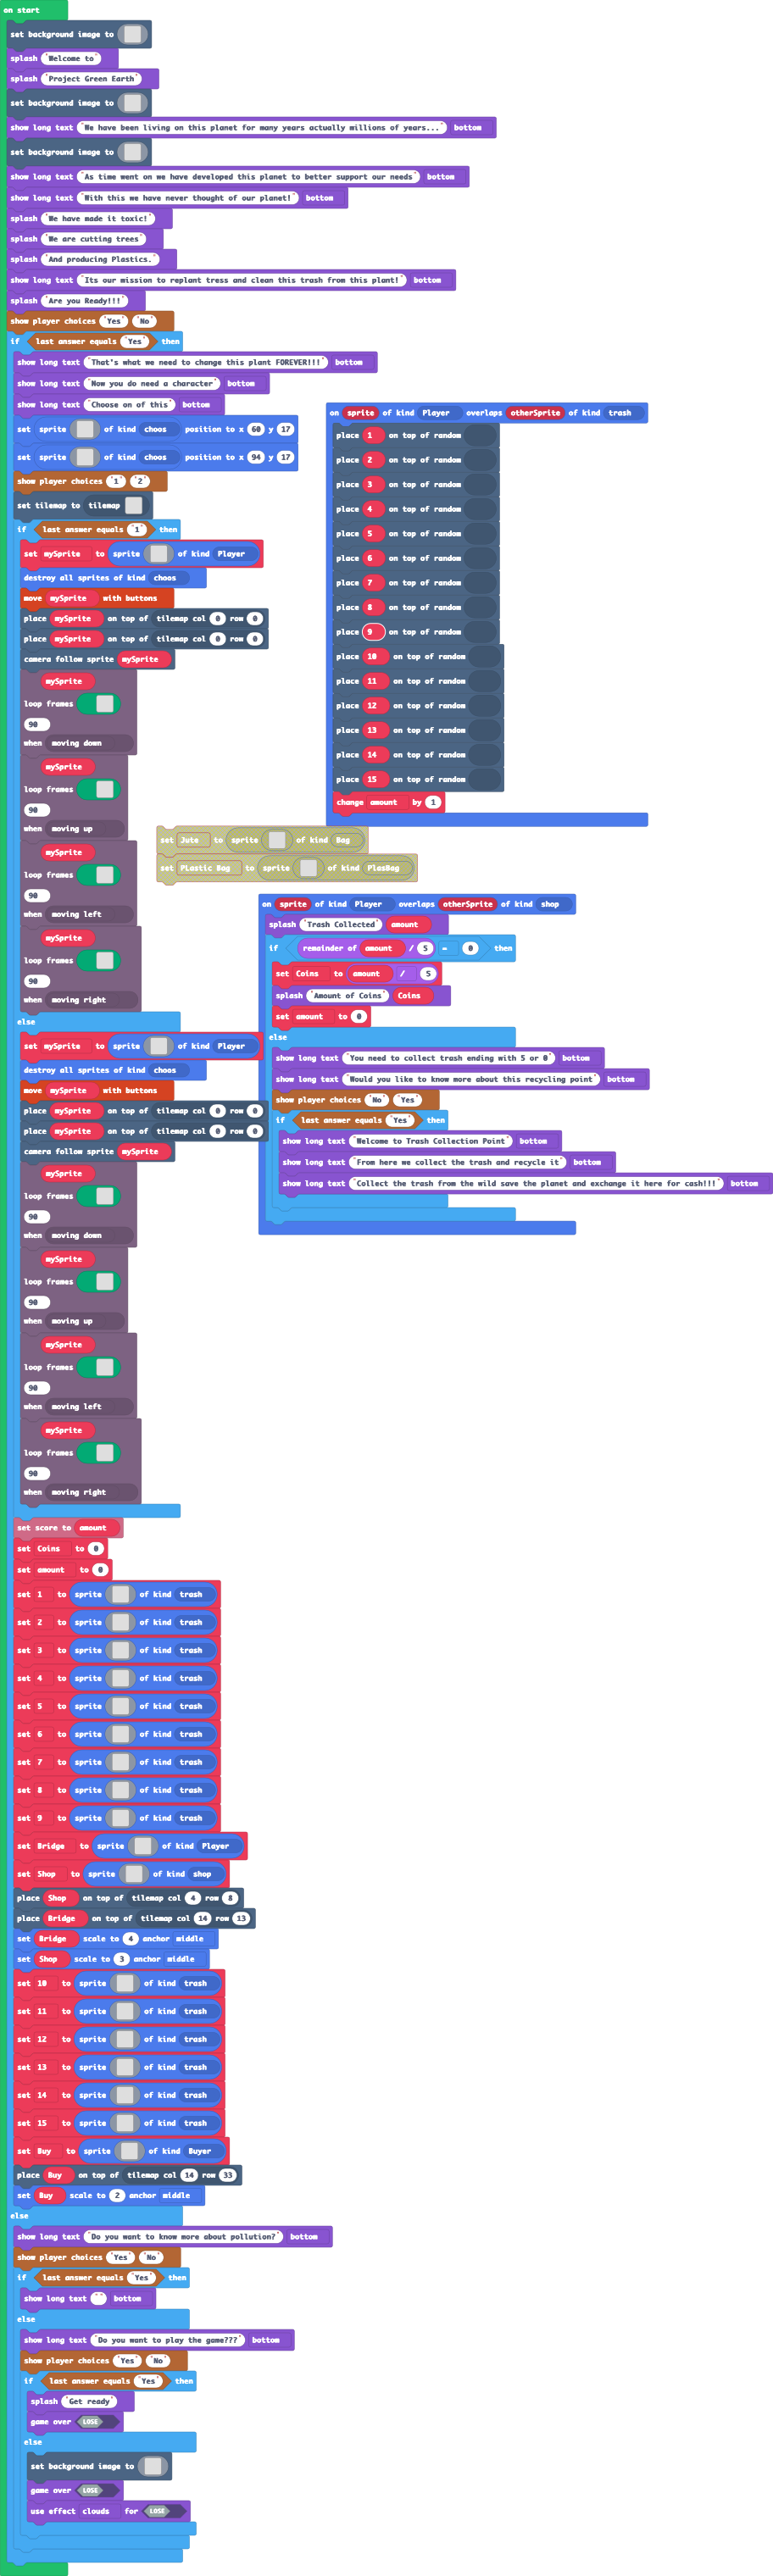 on start
set background image to
splash "Welcome to"
splash "Project Green Earth"
set background image to
show long text "We have been living on this planet for many years actually millions of years..." bottom
set background image to
show long text "As time went on we have developed this planet to better support our needs" bottom
show long text "With this we have never thought of our planet!" bottom
splash "We have made it toxic!"
splash "We are cutting trees"
splash "And producing Plastics."
show long text "Its our mission to replant tress and clean this trash from this plant!" bottom
splash "Are you Ready!!!"
show player choices "Yes" "No"
if last answer equals "Yes" then
show long text "That's what we need to change this plant FOREVER!!!" bottom
show long text "Now you do need a character" bottom
show long text "Choose on of this" bottom
set sprite of kind choos position to x 60 y 17
set sprite of kind choos position to x 94 y 17
show player choices "1" "2"
set tilemap to tilemap
if last answer equals "1" then
set mySprite to sprite of kind Player
destroy all sprites of kind choos
move mySprite with buttons
place mySprite on top of tilemap col 0 row 0
place mySprite on top of tilemap col 0 row 0
camera follow sprite mySprite
mySprite
loop frames
90
when moving down
mySprite
loop frames
90
when moving up
mySprite
loop frames
90
when moving left
mySprite
loop frames
90
when moving right
else
set mySprite to sprite of kind Player
destroy all sprites of kind choos
move mySprite with buttons
place mySprite on top of tilemap col 0 row 0
place mySprite on top of tilemap col 0 row 0
camera follow sprite mySprite
mySprite
loop frames
90
when moving down
mySprite
loop frames
90
when moving up
mySprite
loop frames
90
when moving left
mySprite
loop frames
90
when moving right
set score to amount
set Coins to 0
set amount to 0
set 1 to sprite of kind trash
set 2 to sprite of kind trash
set 3 to sprite of kind trash
set 4 to sprite of kind trash
set 5 to sprite of kind trash
set 6 to sprite of kind trash
set 7 to sprite of kind trash
set 8 to sprite of kind trash
set 9 to sprite of kind trash
set Bridge to sprite of kind Player
set Shop to sprite of kind shop
place Shop on top of tilemap col 4 row 8
place Bridge on top of tilemap col 14 row 13
set Bridge scale to 4 anchor middle
set Shop scale to 3 anchor middle
set 10 to sprite of kind trash
set 11 to sprite of kind trash
set 12 to sprite of kind trash
set 13 to sprite of kind trash
set 14 to sprite of kind trash
set 15 to sprite of kind trash
set Buy to sprite of kind Buyer
place Buy on top of tilemap col 14 row 33
set Buy scale to 2 anchor middle
else
show long text "Do you want to know more about pollution?" bottom
show player choices "Yes" "No"
if last answer equals "Yes" then
show long text " " bottom
else
show long text "Do you want to play the game???" bottom
show player choices "Yes" "No"
if last answer equals "Yes" then
splash "Get ready"
game over LOSE
else
set background image to
game over LOSE
use effect clouds for LOSE
on sprite of kind Player overlaps otherSprite of kind trash
place 1 on top of random
place 2 on top of random
place 3 on top of random
place 4 on top of random
place 5 on top of random
place 6 on top of random
place 7 on top of random
place 8 on top of random
place 9 on top of random
place 10 on top of random
place 11 on top of random
place 12 on top of random
place 13 on top of random
place 14 on top of random
place 15 on top of random
change amount by 1
set Jute to sprite of kind Bag
set PLastic Bag to sprite of kind PlasBag
on sprite of kind Player overlaps otherSprite of kind shop
splash "Trash Collected" amount
if remainder of amount / 5 = 0 then
set Coins to amount / 5
splash "Amount of Coins" Coins
set amount to 0
else
show long text "You need to collect trash ending with 5 or 0" bottom
show long text "Would you like to know more about this recycling point" bottom
show player choices "No" "Yes"
if last answer equals "Yes" then
show long text "Welcome to Trash Collection Point" bottom
show long text "From here we collect the trash and recycle it" bottom
show long text "Collect the trash from the wild save the planet and exchange it here for cash!!!" bottom